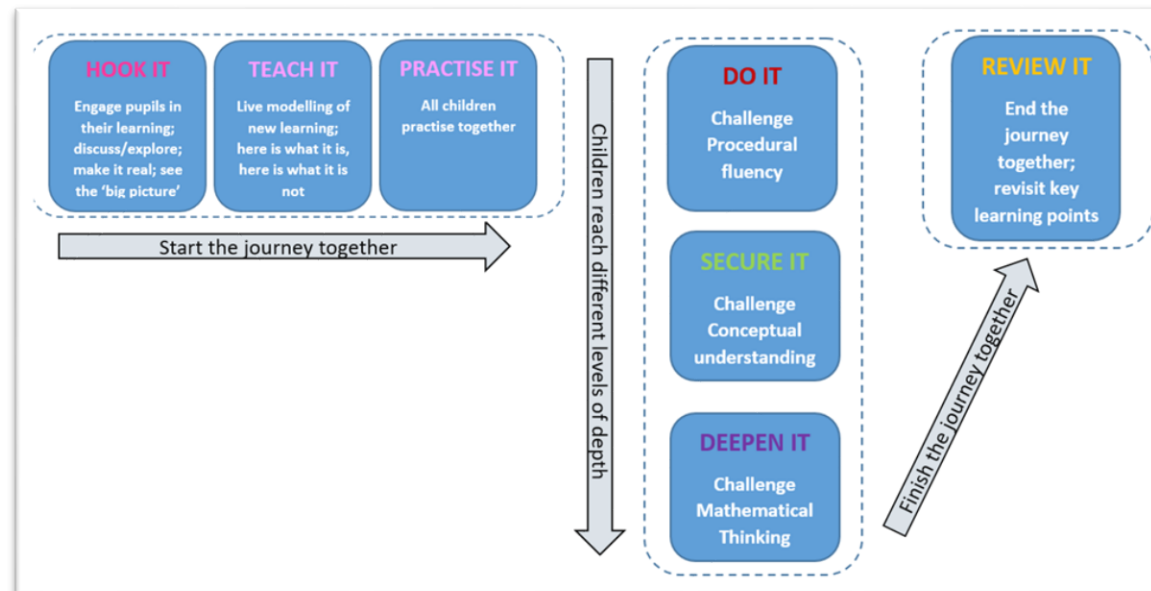 HOOK IT
Engage pupils in
their learning;
discuss/explore;
make it real; see
the ‘big picture’
TEACH IT
Live modelling of
new learning;
here is what it is,
here is what it is
not
PRACTISE IT
All children
practise together
Start the journey together
Children reach different levels of depth
DO IT
Challenge
Procedural
fluency
SECURE IT
Challenge
Conceptual
understanding
DEEPEN IT
Challenge
Mathematical
Thinking
Finish the journey together
REVIEW IT
End the
journey
together;
revisit key
learning points